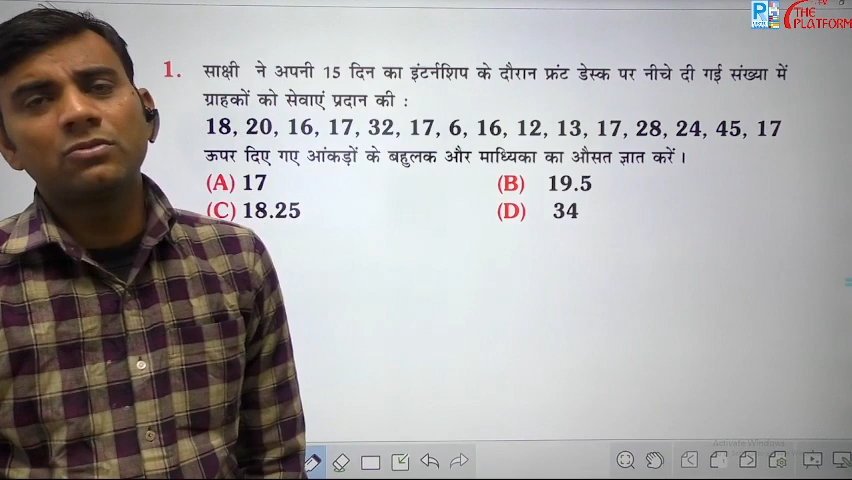 THE PLATFORM
1. साक्षी ने अपनी 15 दिन का इंटर्नशिप के दौरान फ्रंट डेस्क पर नीचे दी गई संख्या में
ग्राहकों को सेवाएं प्रदान की :
18, 20, 16, 17, 32, 17, 6, 16, 12, 13, 17, 28, 24, 45, 17
ऊपर दिए गए आंकड़ों के बहुलक और माध्यिका का औसत ज्ञात करें।
(A) 17 (B) 19.5
(C) 18.25 (D) 34
Activate Windows